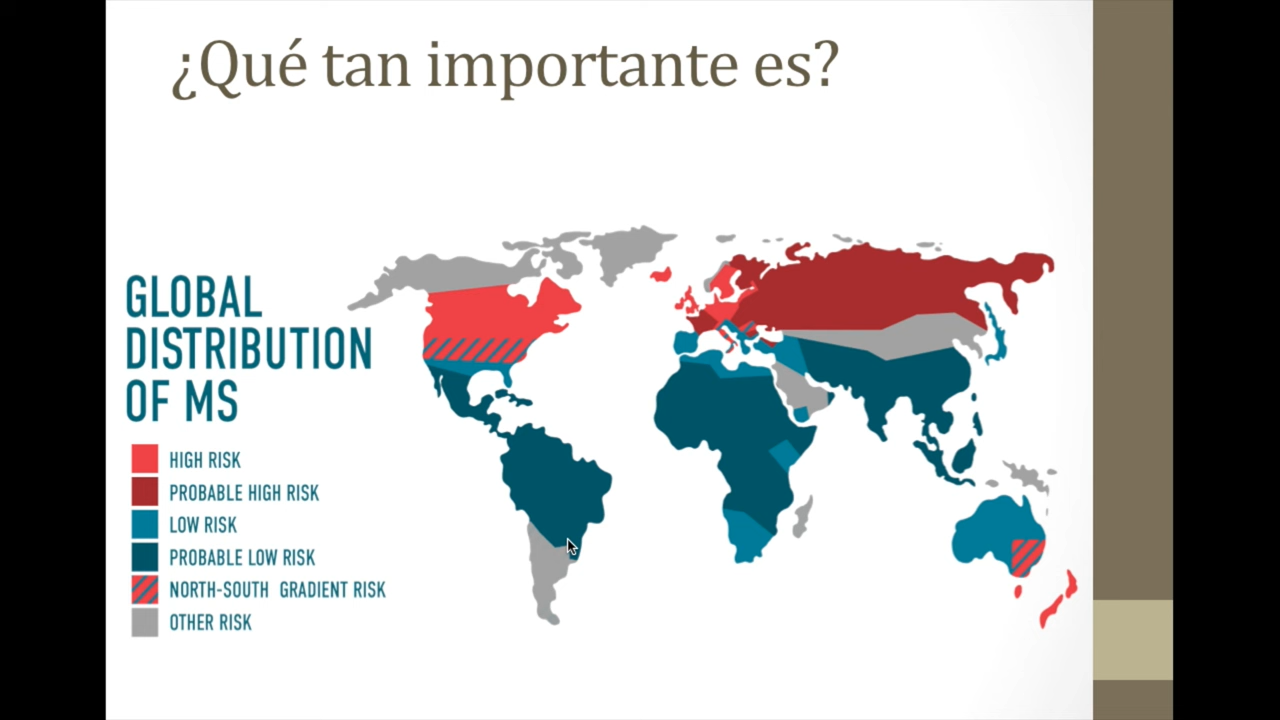 ¿Qué tan importante es?
GLOBAL
DISTRIBUTION
OF MS
HIGH RISK
PROBABLE HIGH RISK
LOW RISK
PROBABLE LOW RISK
NORTH-SOUTH GRADIENT RISK
OTHER RISK